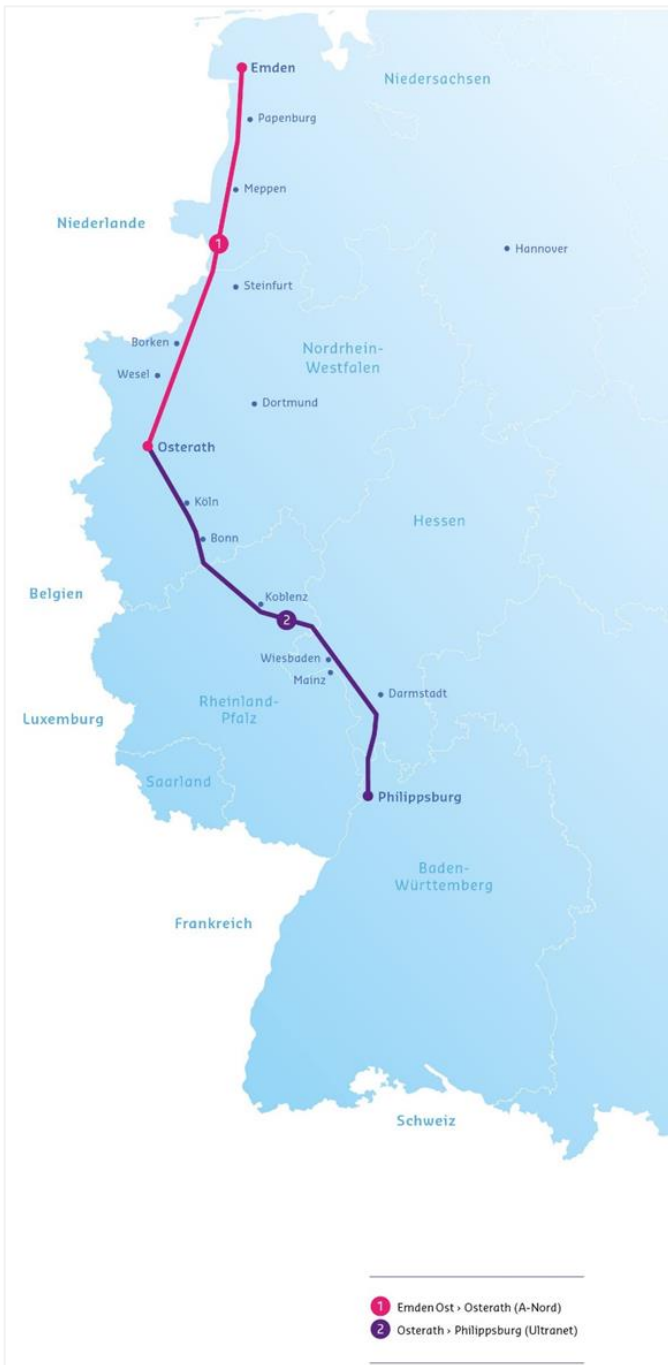 Emden
Niedersachsen
Papenburg
Meppen
Niederlande
1
Hannover
Steinfurt
Borken
Nordrhein-
Westfalen
Wesel
Dortmund
Osterath
Köln
Hessen
Bonn
Belgien
Koblenz
2
Wiesbaden
Mainz
Darmstadt
Rheinland-
Pfalz
Luxemburg
Saarland
Philippsburg
Baden-
Württemberg
Frankreich
Schweiz
1 Emden Ost › Osterath (A-Nord)
2 Osterath › Philippsburg (Ultranet)